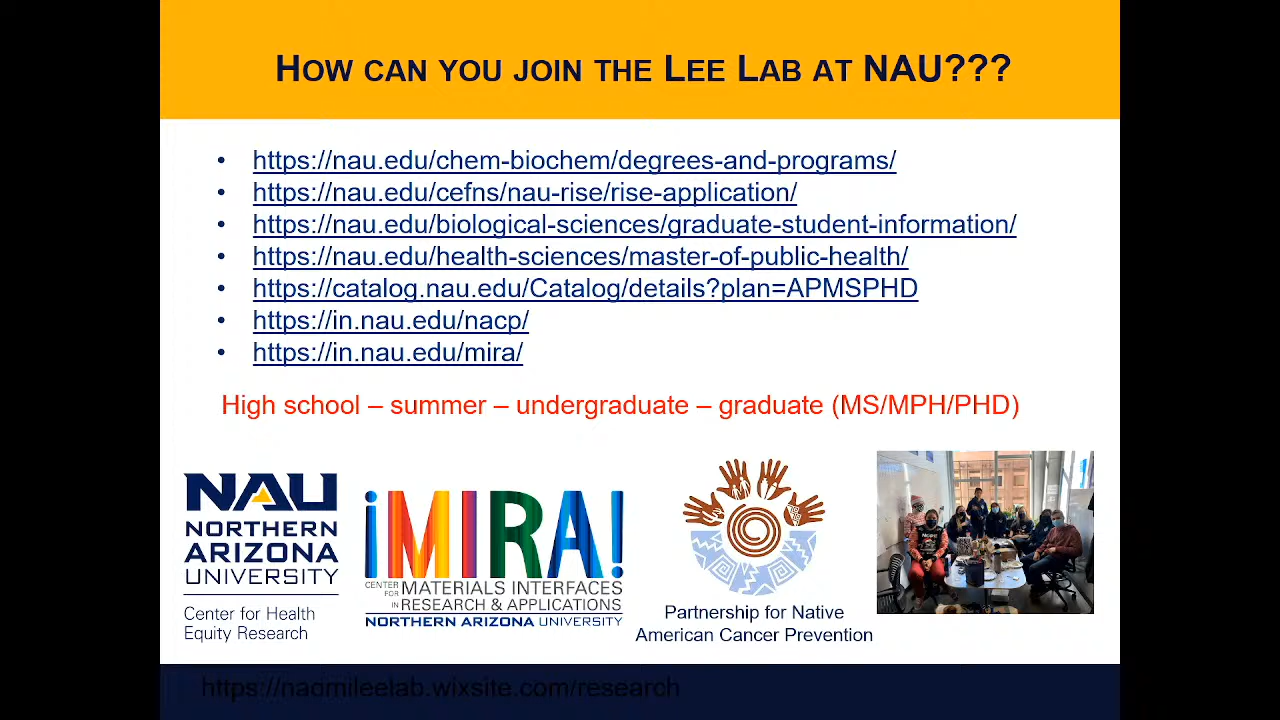 HOW CAN YOU JOIN THE LEE LAB AT NAU???
• https://nau.edu/chem-biochem/degrees-and-programs/
• https://nau.edu/cefns/nau-rise/rise-application/
• https://nau.edu/biological-sciences/graduate-student-information/
• https://nau.edu/health-sciences/master-of-public-health/
• https://catalog.nau.edu/Catalog/details?plan=APMSPHD
• https://in.nau.edu/nacp/
• https://in.nau.edu/mira/
High school – summer – undergraduate – graduate (MS/MPH/PHD)
NAU
NORTHERN
ARIZONA
UNIVERSITY
Center for Health
Equity Research
¡MIRA!
CENTER FOR MATERIALS INTERFACES
IN RESEARCH & APPLICATIONS
NORTHERN ARIZONA UNIVERSITY
Partnership for Native
American Cancer Prevention
https://naomileelab.wixsite.com/research